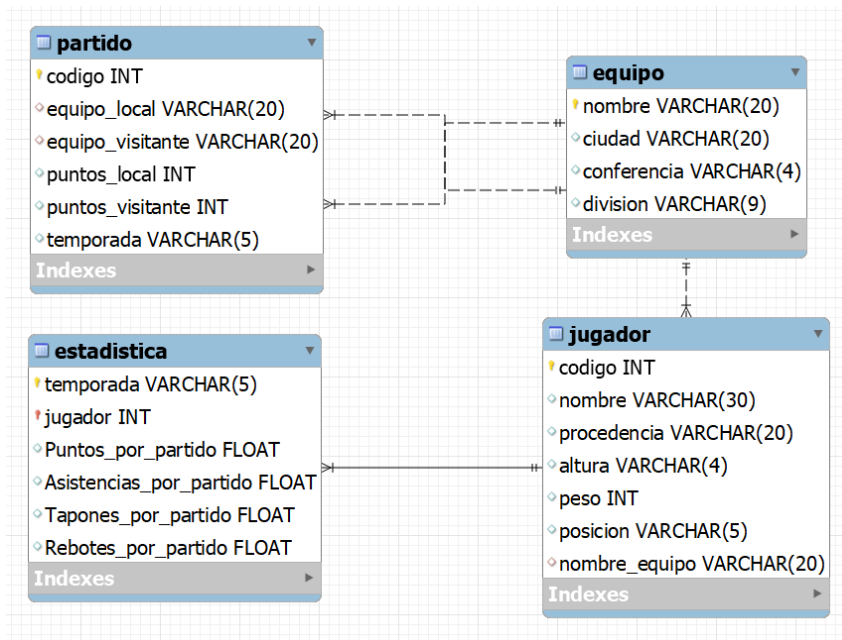 partido
codigo INT
equipo_local VARCHAR(20)
equipo_visitante VARCHAR(20)
puntos_local INT
puntos_visitante INT
temporada VARCHAR(5)
Indexes
equipo
nombre VARCHAR(20)
ciudad VARCHAR(20)
conferencia VARCHAR(4)
division VARCHAR(9)
Indexes
estadistica
temporada VARCHAR(5)
jugador INT
Puntos_por_partido FLOAT
Asistencias_por_partido FLOAT
Tapones_por_partido FLOAT
Rebotes_por_partido FLOAT
Indexes
jugador
codigo INT
nombre VARCHAR(30)
procedencia VARCHAR(20)
altura VARCHAR(4)
peso INT
posicion VARCHAR(5)
nombre_equipo VARCHAR(20)
Indexes